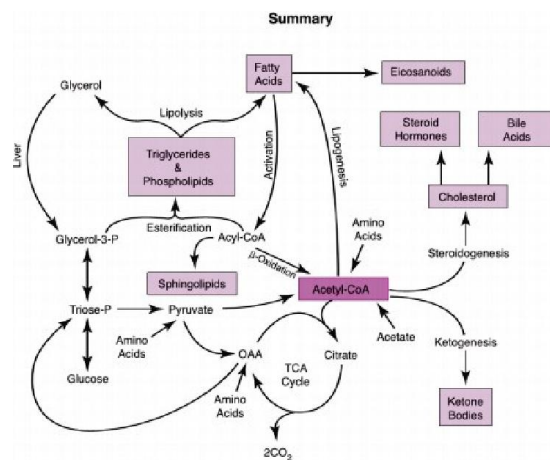 Summary
Fatty
Acids
Eicosanoids
Glycerol
Lipolysis
Steroid
Hormones
Bile
Acids
Liver
Triglycerides
&
Phospholipids
Activation
Lipogenesis
Cholesterol
Esterification
Acyl-CoA
Amino
Acids
Glycerol-3-P
β-Oxidation
Steroidogenesis
Sphingolipids
Acetyl-CoA
Triose-P
Pyruvate
Amino
Acids
Acetate
OAA
TCA
Cycle
Citrate
Ketogenesis
Glucose
Amino
Acids
Ketone
Bodies
2CO₂